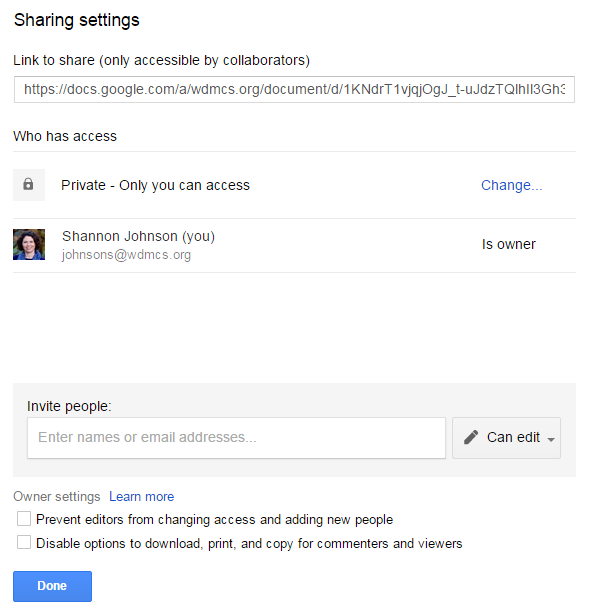 Sharing settings
Link to share (only accessible by collaborators)
https://docs.google.com/a/wdmcs.org/document/d/1KNdrT1vjqjOgJ_t-uJdzTQIhII3Gh3
Who has access
Private - Only you can access Change...
Shannon Johnson (you)
johnsons@wdmcs.org
Is owner
Invite people:
Enter names or email addresses... Can edit
Owner settings Learn more
Prevent editors from changing access and adding new people
Disable options to download, print, and copy for commenters and viewers
Done